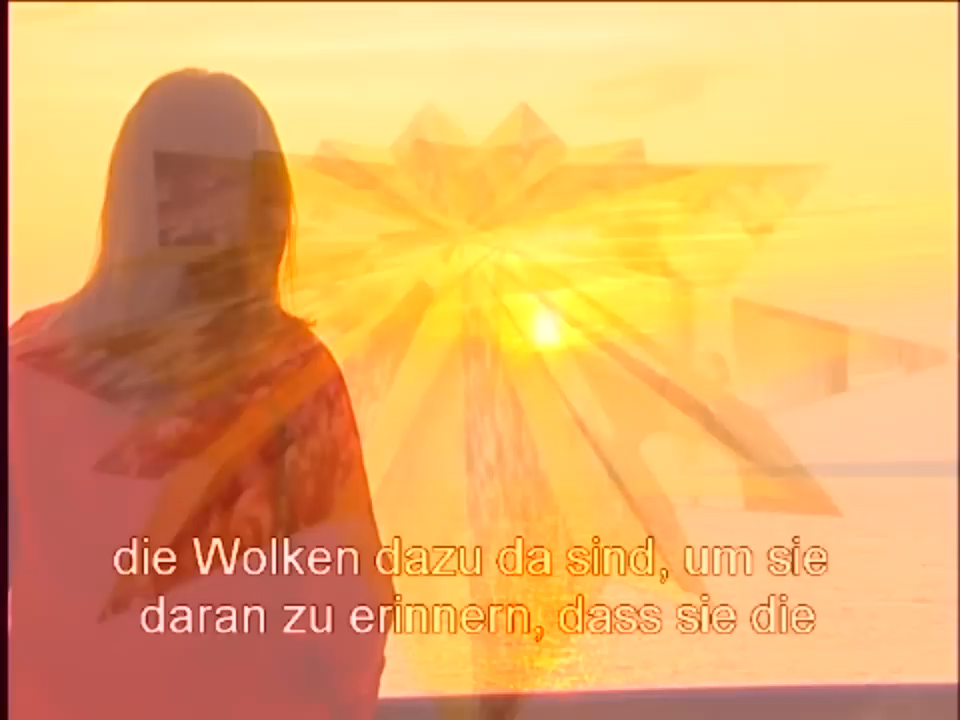 die Wolken dazu da sind, um sie
daran zu erinnern, dass sie die